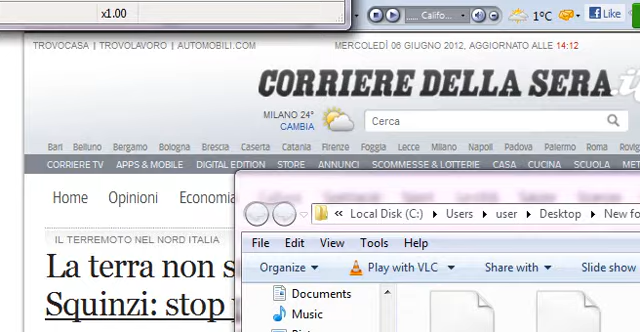 x1.00
..... Califo...
1°C
Like
TROVOCASA | TROVOLAVORO | AUTOMOBILI.COM
MERCOLEDÌ 06 GIUGNO 2012, AGGIORNATO ALLE 14:12
CORRIERE DELLA SERA.it
MILANO 24°
CAMBIA
Cerca
Bari Belluno Bergamo Bologna Brescia Caserta Catania Firenze Foggia Lecce Milano Napoli Padova Palermo Roma Rovig
CORRIERE TV APPS & MOBILE DIGITAL EDITION STORE ANNUNCI SCOMMESSE & LOTTERIE CASA CUCINA SCUOLA MET
Home Opinioni Economia
« Local Disk (C:) Users user Desktop New fo
File Edit View Tools Help
Organize Play with VLC Share with Slide show
Documents
Music
IL TERREMOTO NEL NORD ITALIA
La terra non s
Squinzi: stop